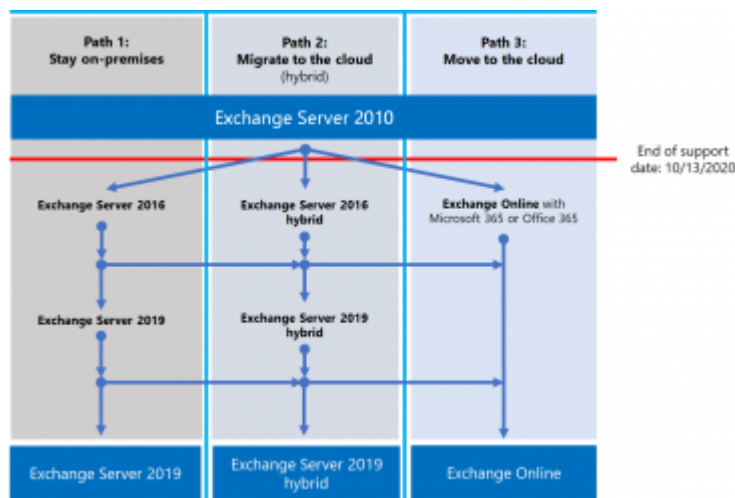 Path 1:
Stay on-premises
Path 2:
Migrate to the cloud
(hybrid)
Path 3:
Move to the cloud
Exchange Server 2010
End of support
date: 10/13/2020
Exchange Server 2016
Exchange Server 2016
hybrid
Exchange Online with
Microsoft 365 or Office 365
Exchange Server 2019
Exchange Server 2019
hybrid
Exchange Server 2019
Exchange Server 2019
hybrid
Exchange Online